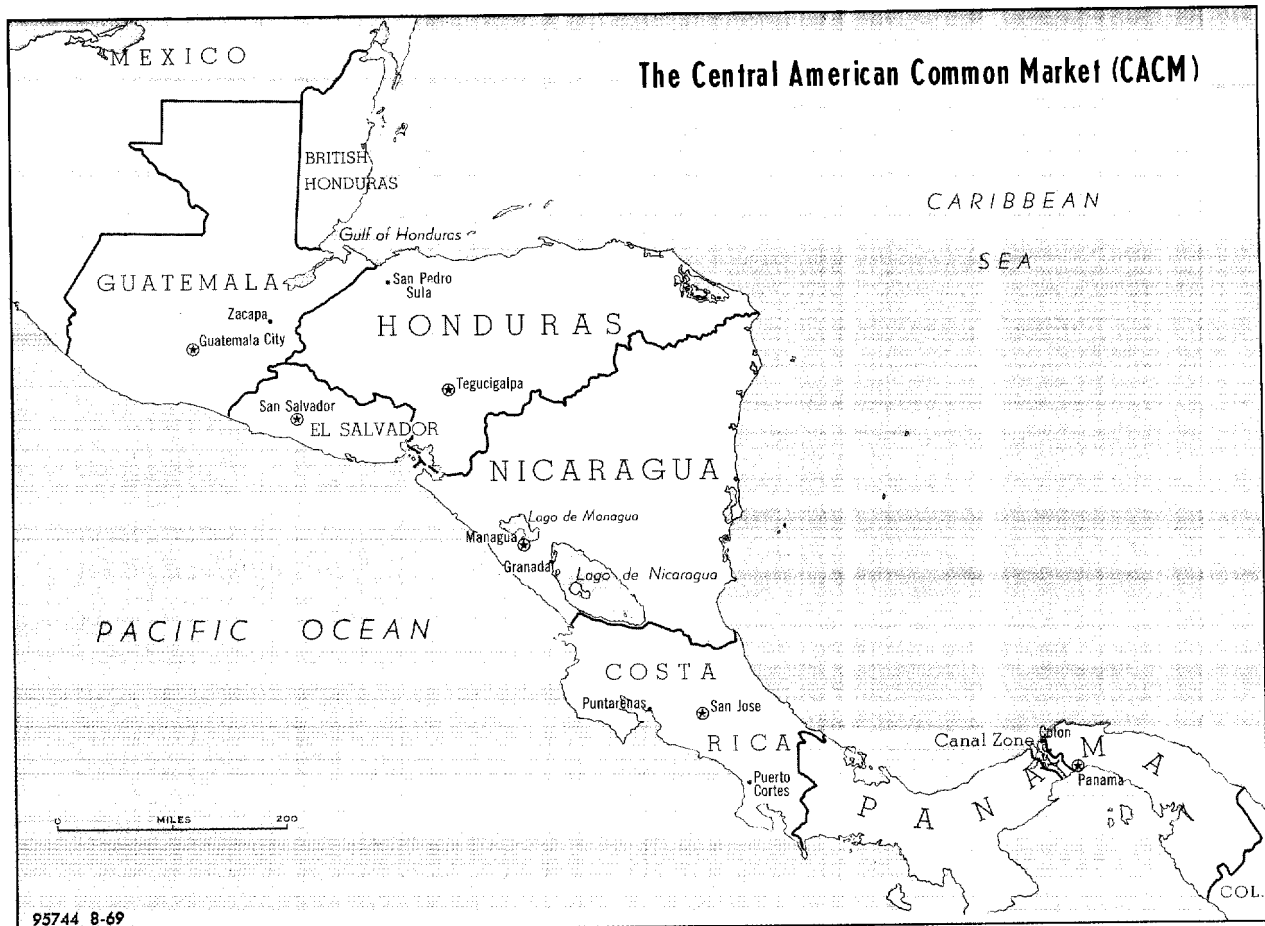 The Central American Common Market (CACM)
MEXICO
BRITISH
HONDURAS
CARIBBEAN
SEA
Gulf of Honduras
GUATEMALA
San Pedro
Sula
Zacapa
HONDURAS
Guatemala City
Tegucigalpa
San Salvador
EL SALVADOR
NICARAGUA
Lago de Managua
Managua
Granada
Lago de Nicaragua
PACIFIC OCEAN
COSTA
RICA
Puntarenas
San Jose
Puerto
Cortes
Canal Zone
Colon
PANAMA
Panama
COL.
0 MILES 200
95744 8-69